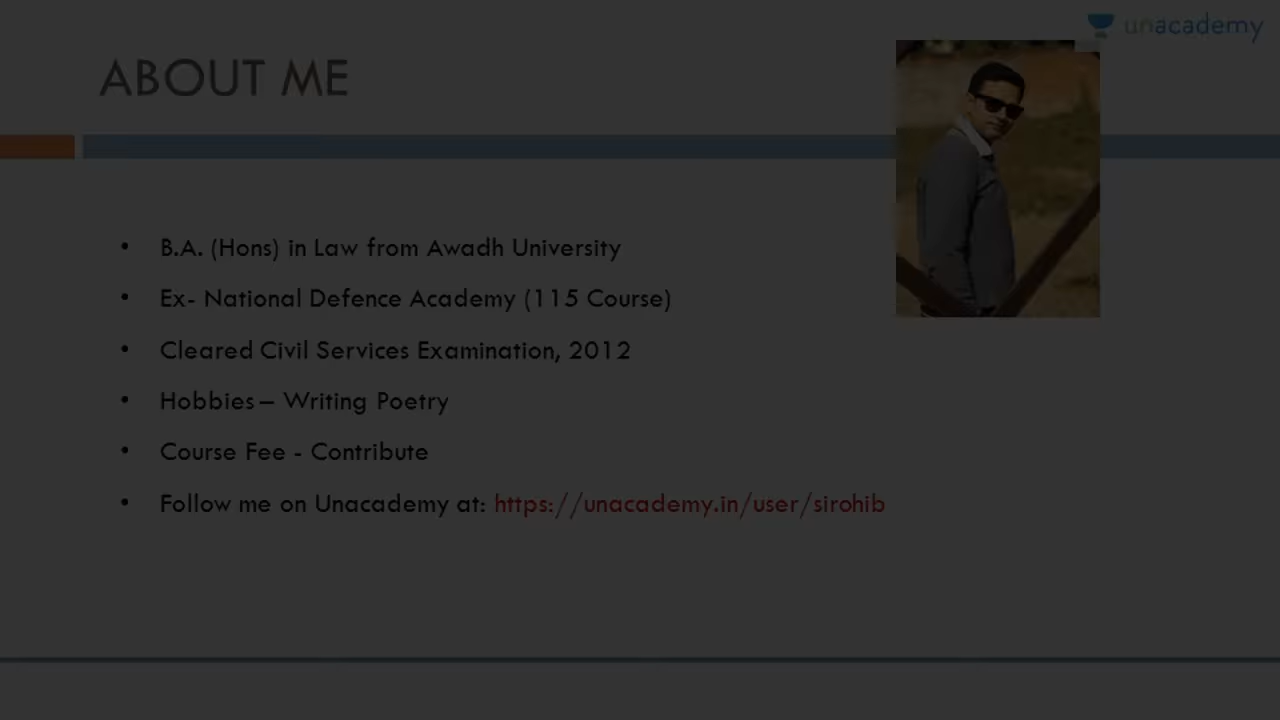 unacademy
ABOUT ME
• B.A. (Hons) in Law from Awadh University
• Ex- National Defence Academy (115 Course)
• Cleared Civil Services Examination, 2012
• Hobbies – Writing Poetry
• Course Fee - Contribute
• Follow me on Unacademy at: https://unacademy.in/user/sirohib